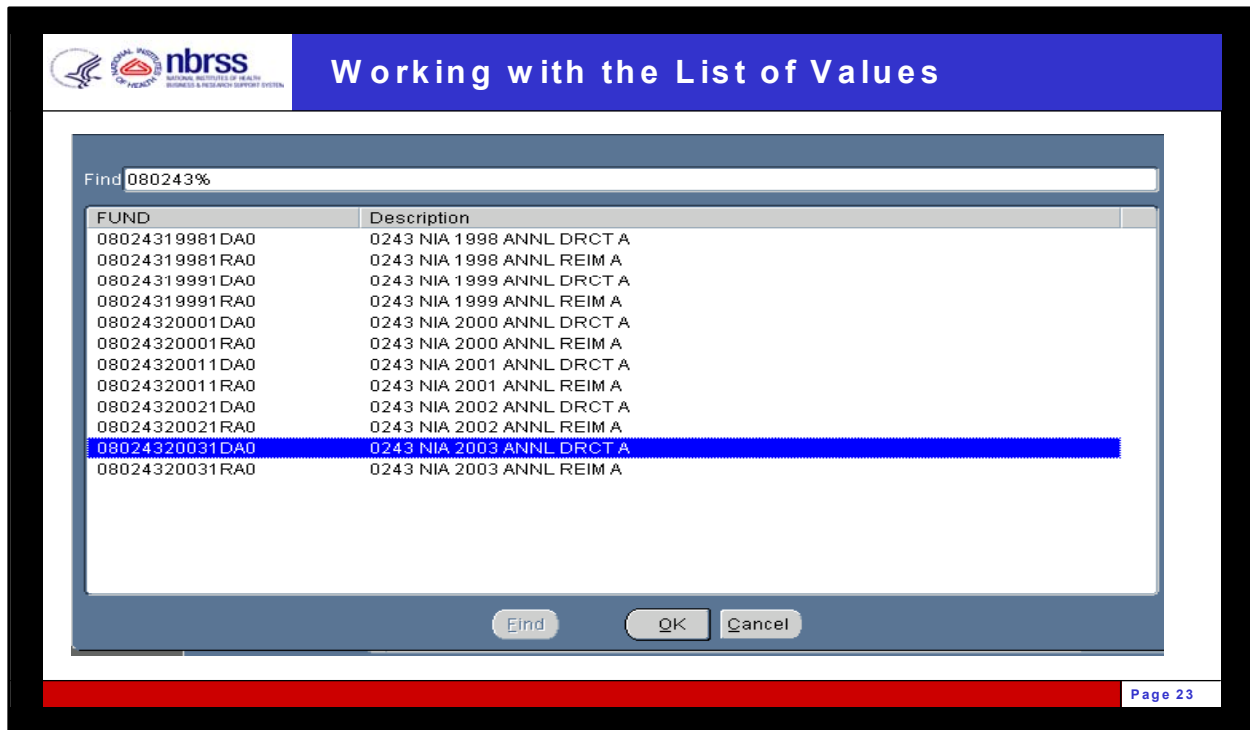 NATIONAL INSTITUTES OF HEALTH
nbrss
NATIONAL INSTITUTES OF HEALTH
BUSINESS & RESEARCH SUPPORT SYSTEM
Working with the List of Values
Find 080243%
FUND Description
08024319981DA0 0243 NIA 1998 ANNL DRCT A
08024319981RA0 0243 NIA 1998 ANNL REIM A
08024319991DA0 0243 NIA 1999 ANNL DRCT A
08024319991RA0 0243 NIA 1999 ANNL REIM A
08024320001DA0 0243 NIA 2000 ANNL DRCT A
08024320001RA0 0243 NIA 2000 ANNL REIM A
08024320011DA0 0243 NIA 2001 ANNL DRCT A
08024320011RA0 0243 NIA 2001 ANNL REIM A
08024320021DA0 0243 NIA 2002 ANNL DRCT A
08024320021RA0 0243 NIA 2002 ANNL REIM A
08024320031DA0 0243 NIA 2003 ANNL DRCT A
08024320031RA0 0243 NIA 2003 ANNL REIM A
Find OK Cancel
Page 23